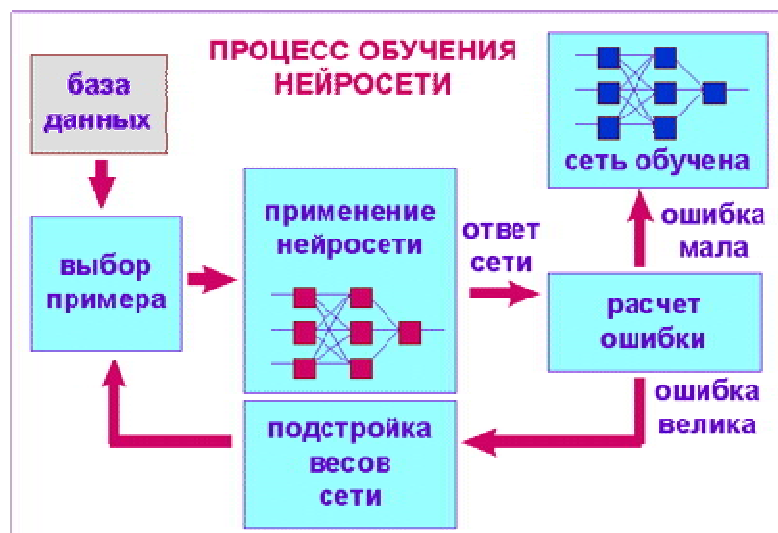 ПРОЦЕСС ОБУЧЕНИЯ
НЕЙРОСЕТИ
база
данных
выбор
примера
применение
нейросети
ответ
сети
расчет
ошибки
ошибка
мала
сеть обучена
ошибка
велика
подстройка
весов
сети